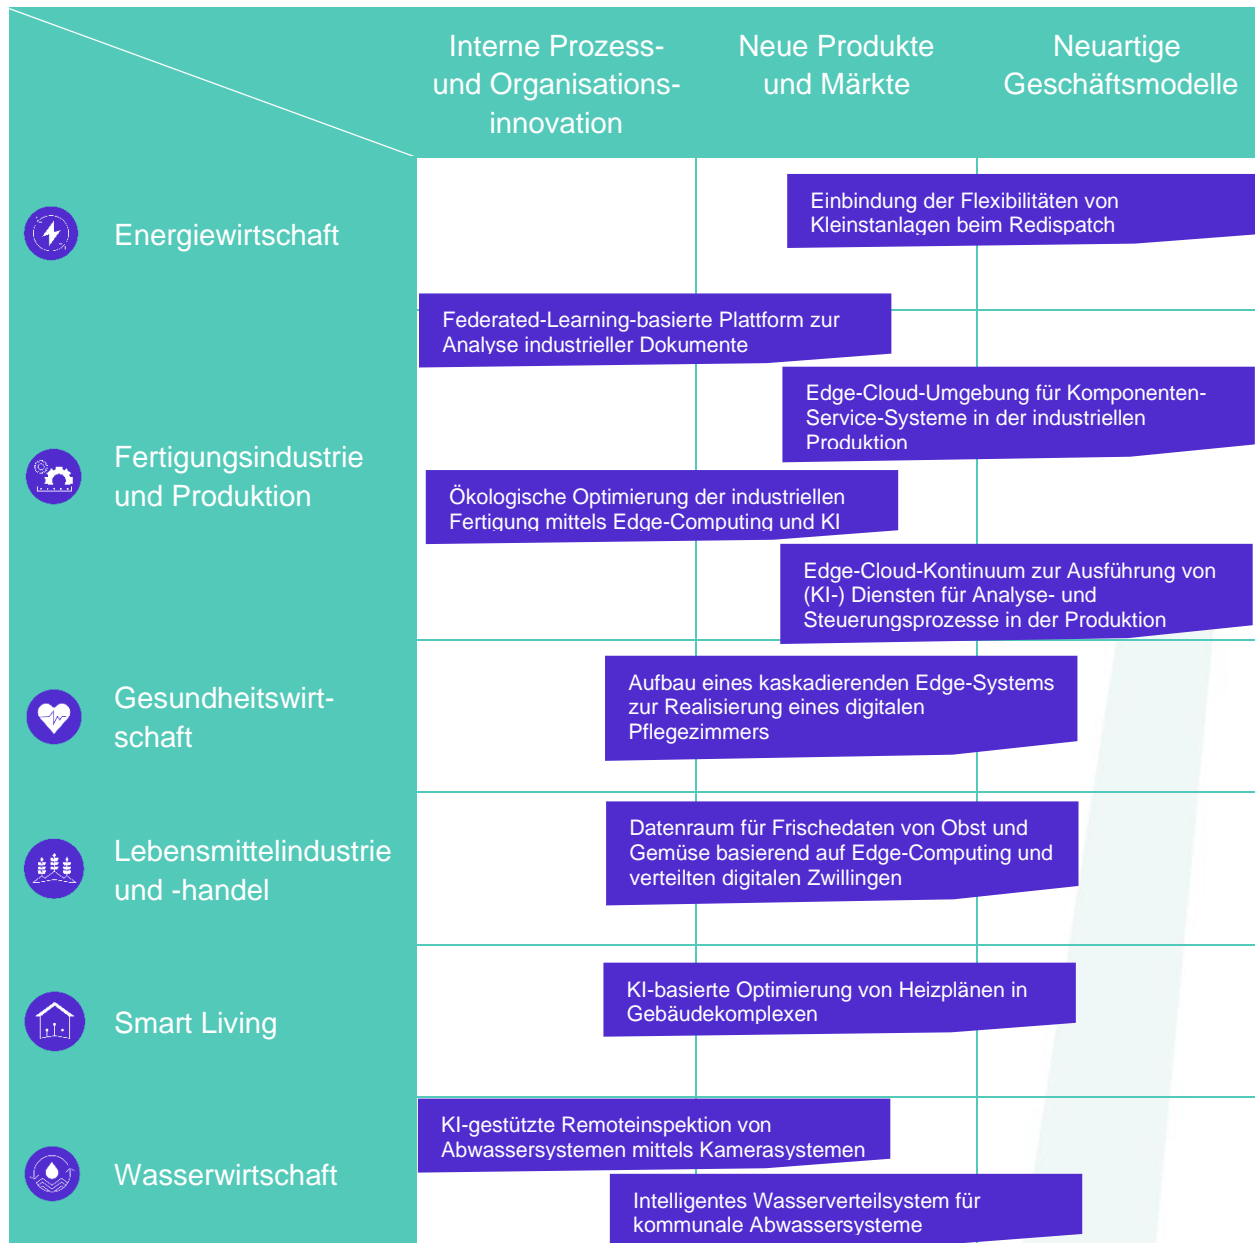 Interne Prozess-
und Organisations-
innovation
Neue Produkte
und Märkte
Neuartige
Geschäftsmodelle
Energiewirtschaft
Einbindung der Flexibilitäten von
Kleinstanlagen beim Redispatch
Fertigungsindustrie
und Produktion
Federated-Learning-basierte Plattform zur
Analyse industrieller Dokumente
Edge-Cloud-Umgebung für Komponenten-
Service-Systeme in der industriellen
Produktion
Ökologische Optimierung der industriellen
Fertigung mittels Edge-Computing und KI
Edge-Cloud-Kontinuum zur Ausführung von
(KI-) Diensten für Analyse- und
Steuerungsprozesse in der Produktion
Gesundheitswirt-
schaft
Aufbau eines kaskadierenden Edge-Systems
zur Realisierung eines digitalen
Pflegezimmers
Lebensmittelindustrie
und -handel
Datenraum für Frischedaten von Obst und
Gemüse basierend auf Edge-Computing und
verteilten digitalen Zwillingen
Smart Living
KI-basierte Optimierung von Heizplänen in
Gebäudekomplexen
Wasserwirtschaft
KI-gestützte Remoteinspektion von
Abwassersystemen mittels Kamerasystemen
Intelligentes Wasserverteilsystem für
kommunale Abwassersysteme